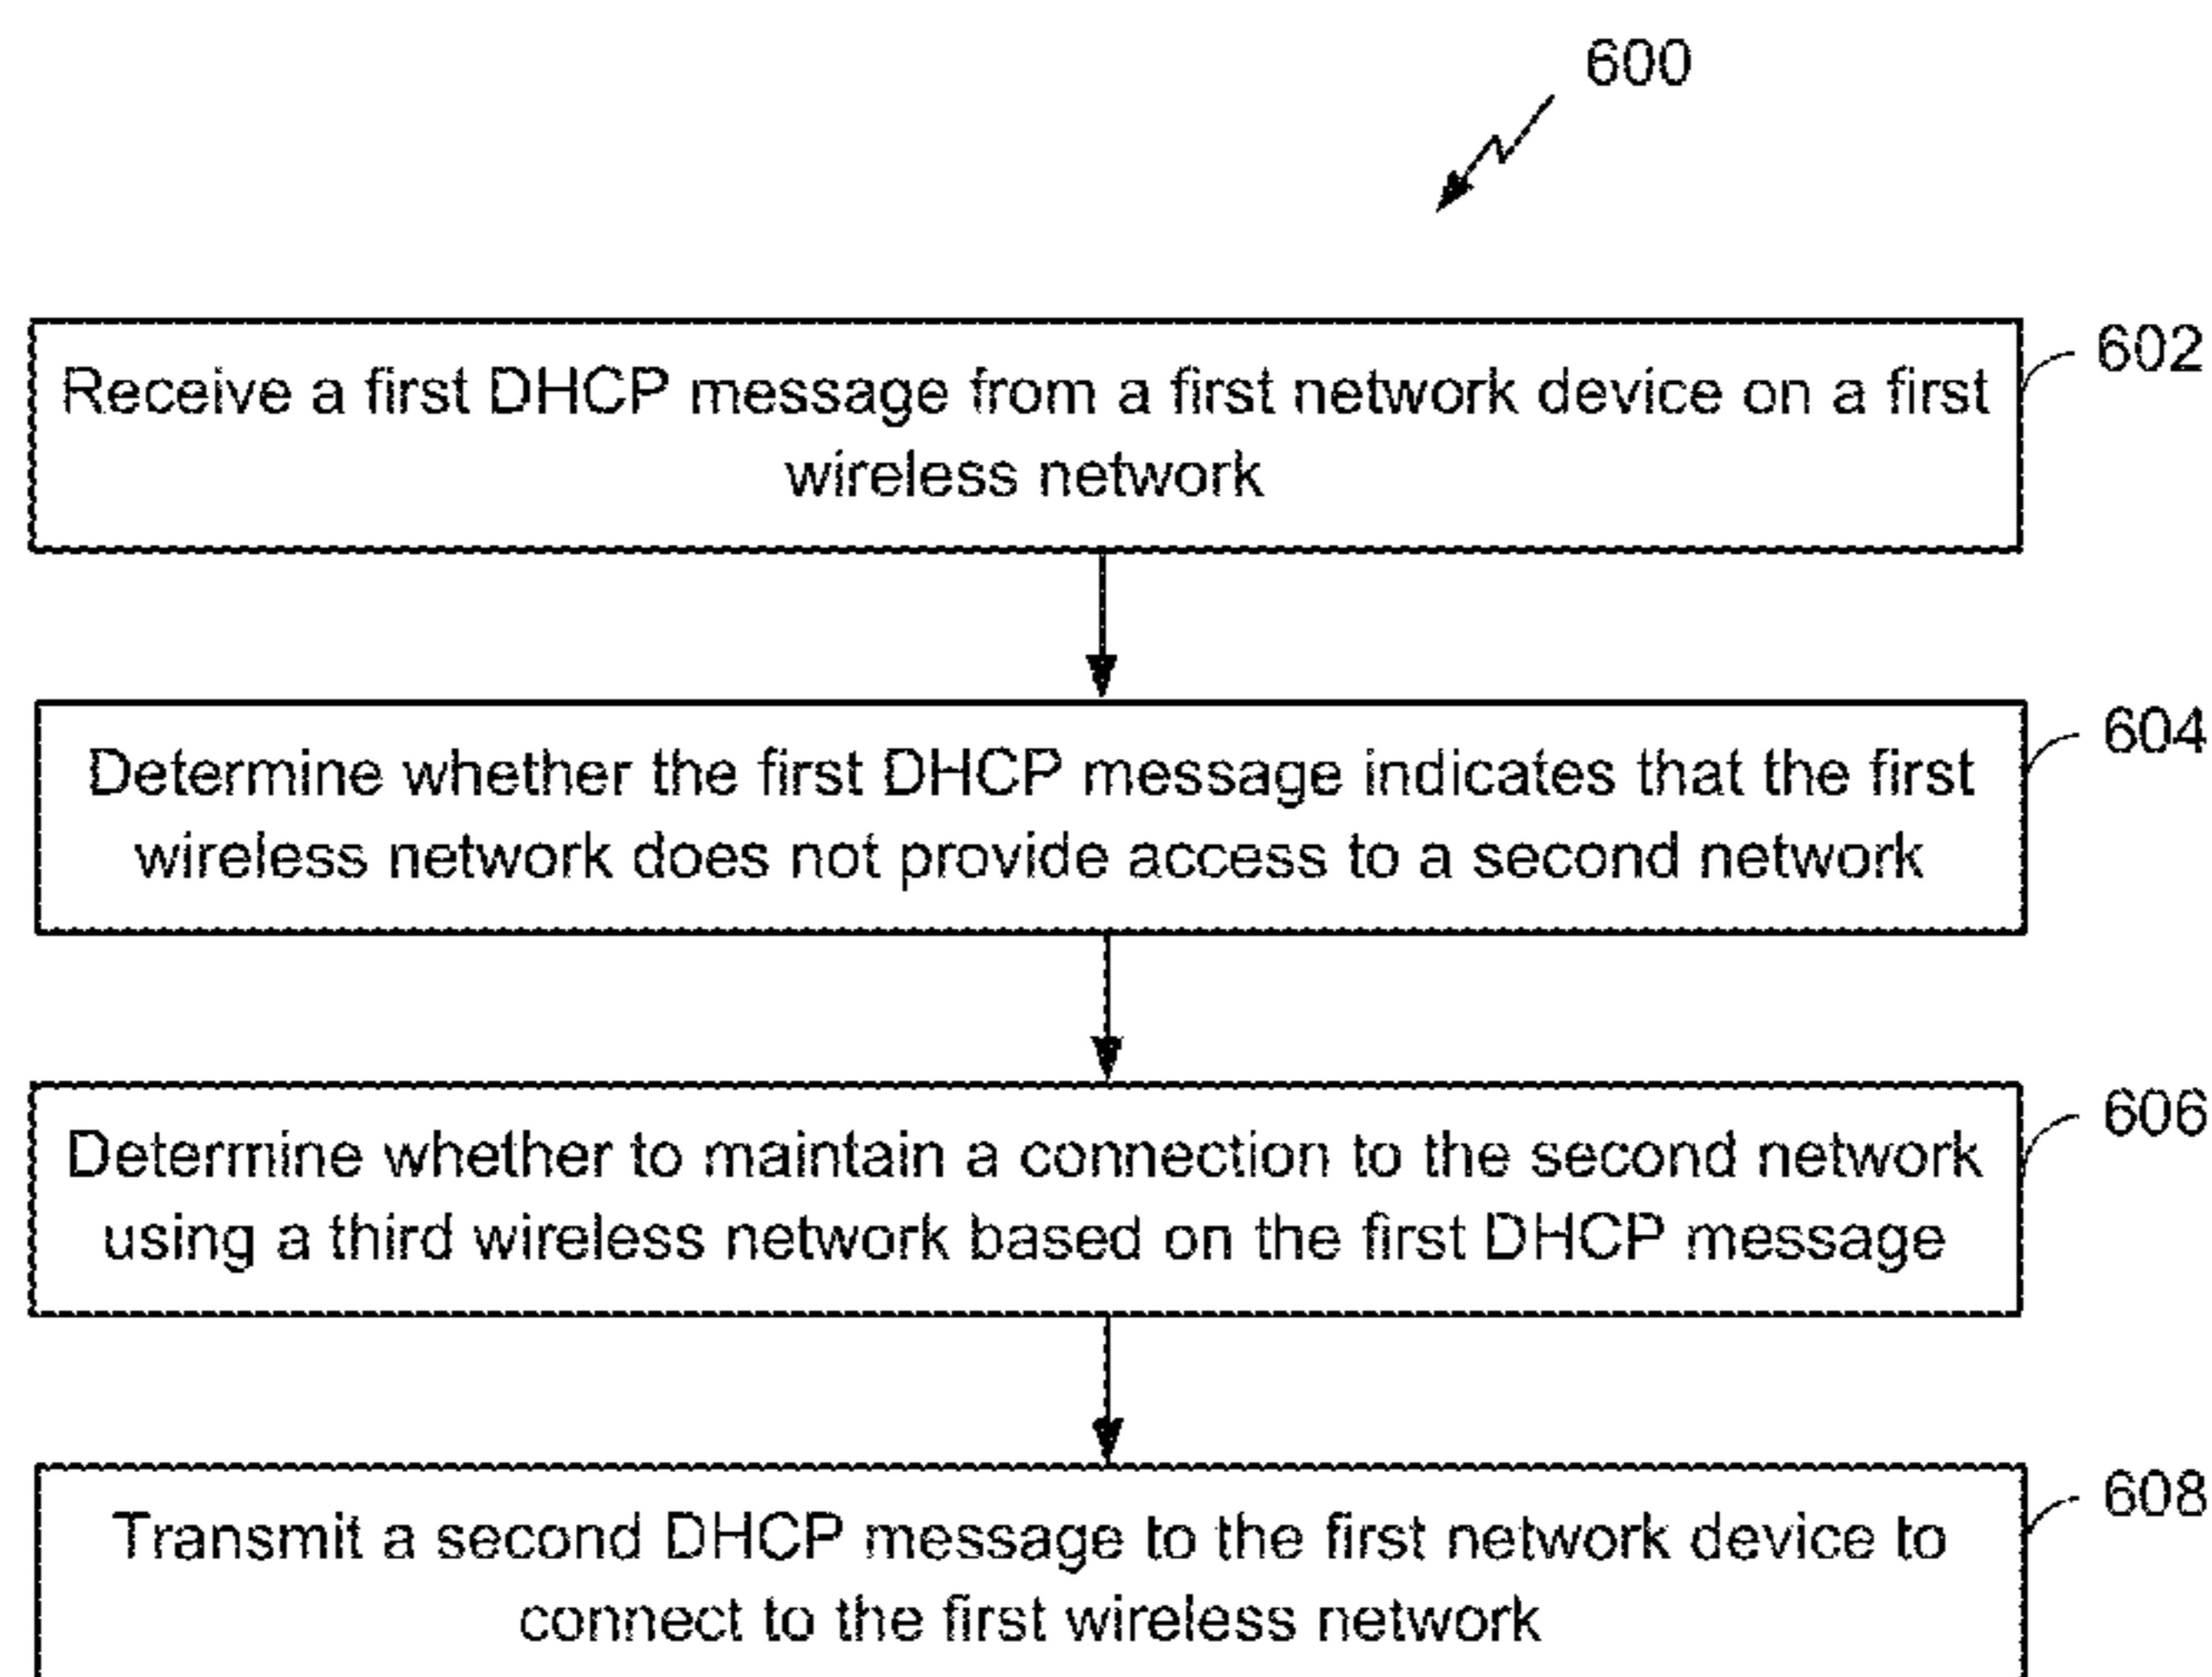 600
Receive a first DHCP message from a first network device on a first
wireless network
602
Determine whether the first DHCP message indicates that the first
wireless network does not provide access to a second network
604
Determine whether to maintain a connection to the second network
using a third wireless network based on the first DHCP message
606
Transmit a second DHCP message to the first network device to
connect to the first wireless network
608